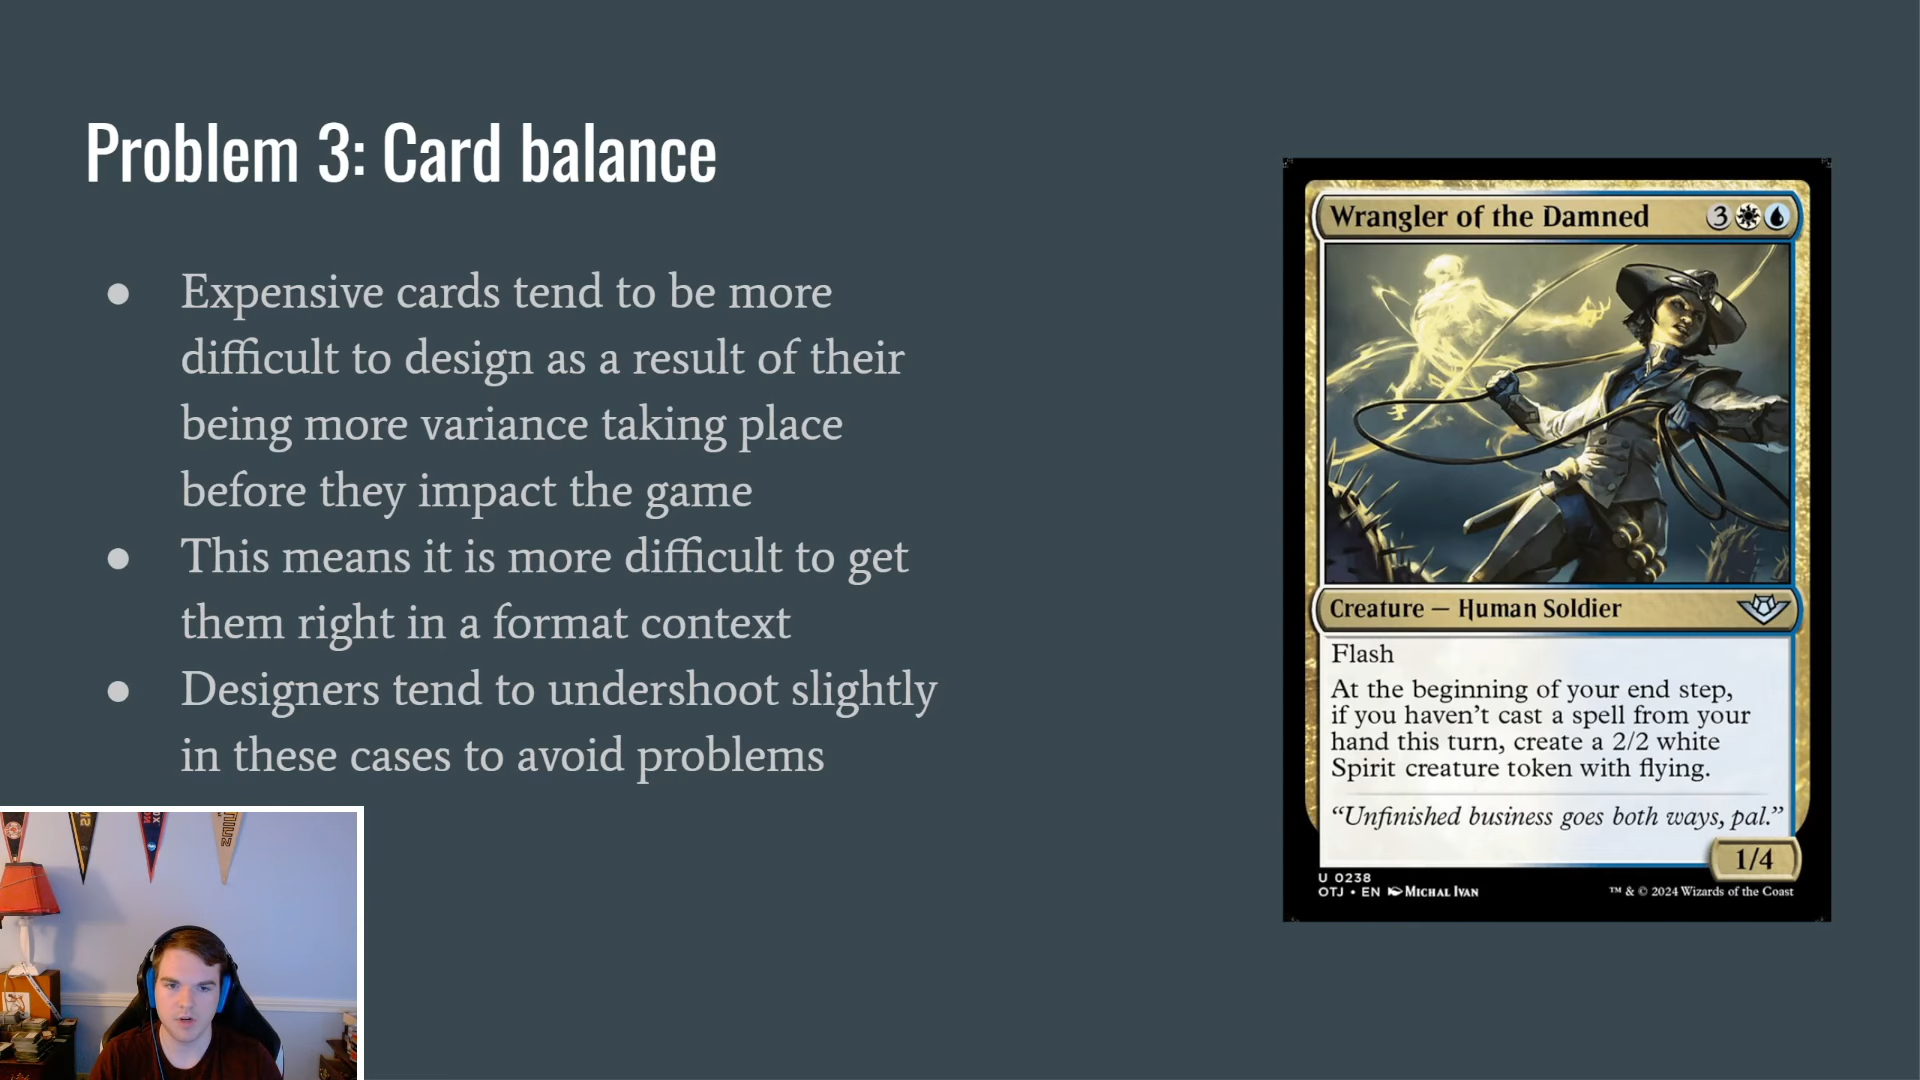 Problem 3: Card balance
● Expensive cards tend to be more
difficult to design as a result of their
being more variance taking place
before they impact the game
● This means it is more difficult to get
them right in a format context
● Designers tend to undershoot slightly
in these cases to avoid problems
Wrangler of the Damned 3
Creature — Human Soldier
Flash
At the beginning of your end step,
if you haven't cast a spell from your
hand this turn, create a 2/2 white
Spirit creature token with flying.
“Unfinished business goes both ways, pal.”
1/4
U 0238
OTJ • EN MICHAL IVAN
™ & © 2024 Wizards of the Coast